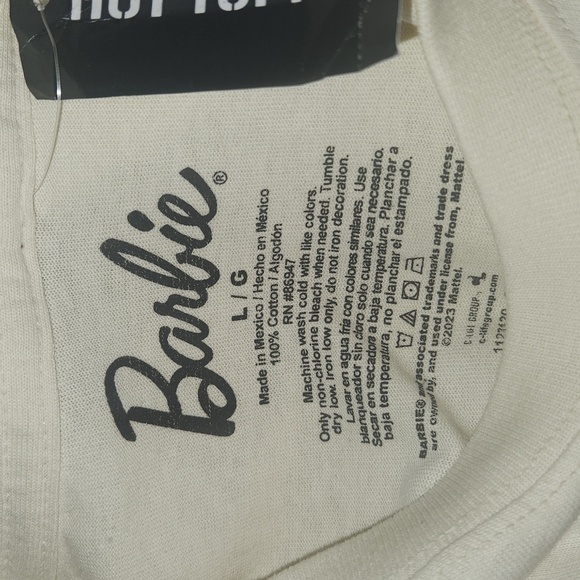 HOT TOPI
Barbie®
L / G
Made in Mexico / Hecho en México
100% Cotton / Algodón
RN #86947
Machine wash cold with like colors.
Only non-chlorine bleach when needed. Tumble
dry low. Iron low only, do not iron decoration.
Lavar en agua fría con colores similares. Use
blanqueador sin cloro solo cuando sea necesario.
Secar en secadora a baja temperatura. Planchar a
baja temperatura, no planchar el estampado.
BARBIE® and associated trademarks and trade dress
are owned by, and used under license from, Mattel.
©2023 Mattel.
GROUP
c-lifegroup.com